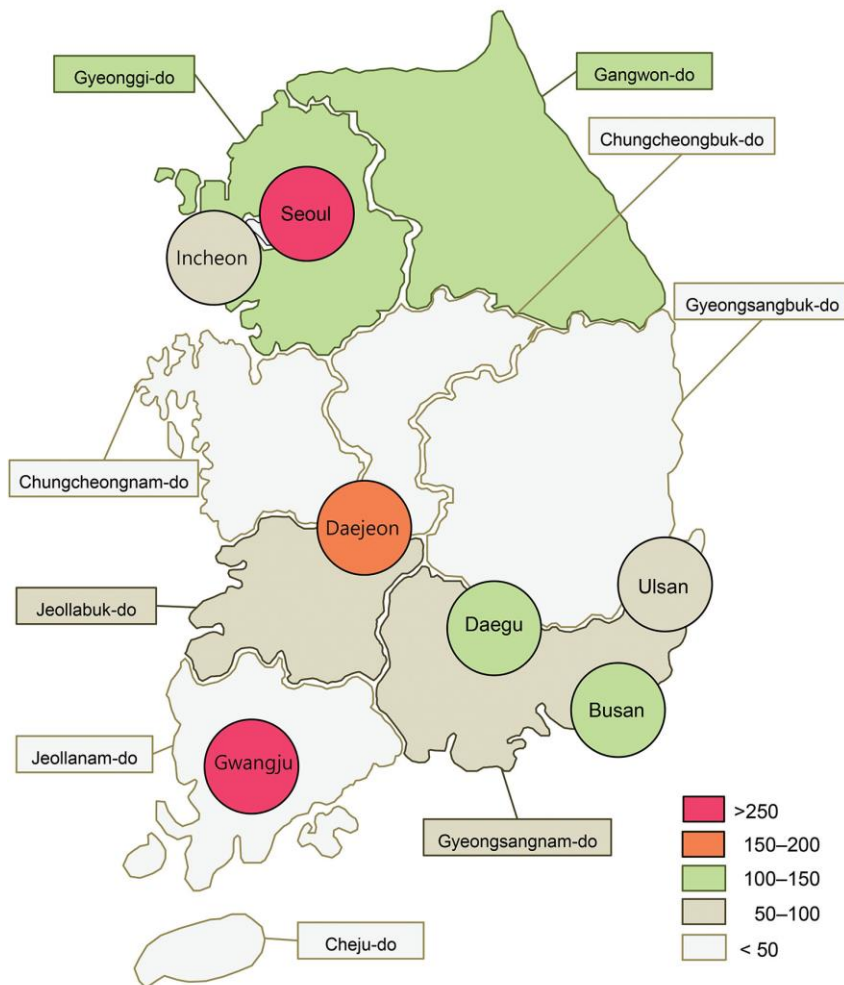 Gyeonggi-do
Gangwon-do
Chungcheongbuk-do
Seoul
Incheon
Gyeongsangbuk-do
Chungcheongnam-do
Daejeon
Ulsan
Jeollabuk-do
Daegu
Busan
Jeollanam-do
Gwangju
>250
Gyeongsangnam-do
150–200
100–150
50–100
Cheju-do
< 50